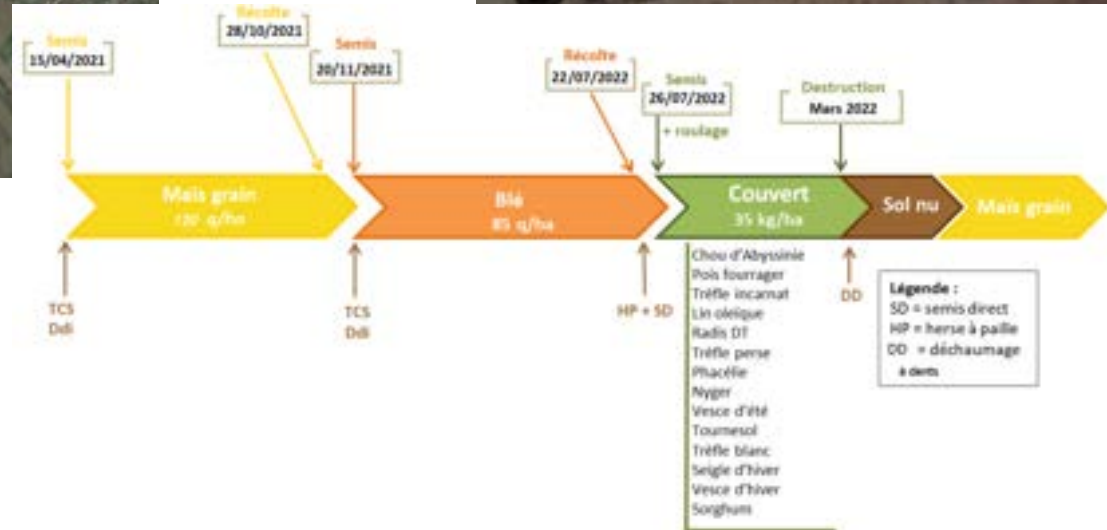 Semis
15/04/2021
Récolte
28/10/2021
Semis
20/11/2021
Récolte
22/07/2022
Semis
26/07/2022
+ roulage
Destruction
Mars 2022
Maïs grain
q/ha
Blé
85 q/ha
Couvert
35 kg/ha
Sol nu
Maïs grain
TCS
Ddi
TCS
Ddi
HP + SD
DD
Chou d'Abyssinie
Pois fourrager
Trèfle incarnat
Lin oleïque
Radis DT
Trèfle perse
Phacélie
Nyger
Vesce d'été
Tournesol
Trèfle blanc
Seigle d'hiver
Vesce d'hiver
Sorghum
Légende :
SD = semis direct
HP = herse à paille
DD = déchaumage
à dents